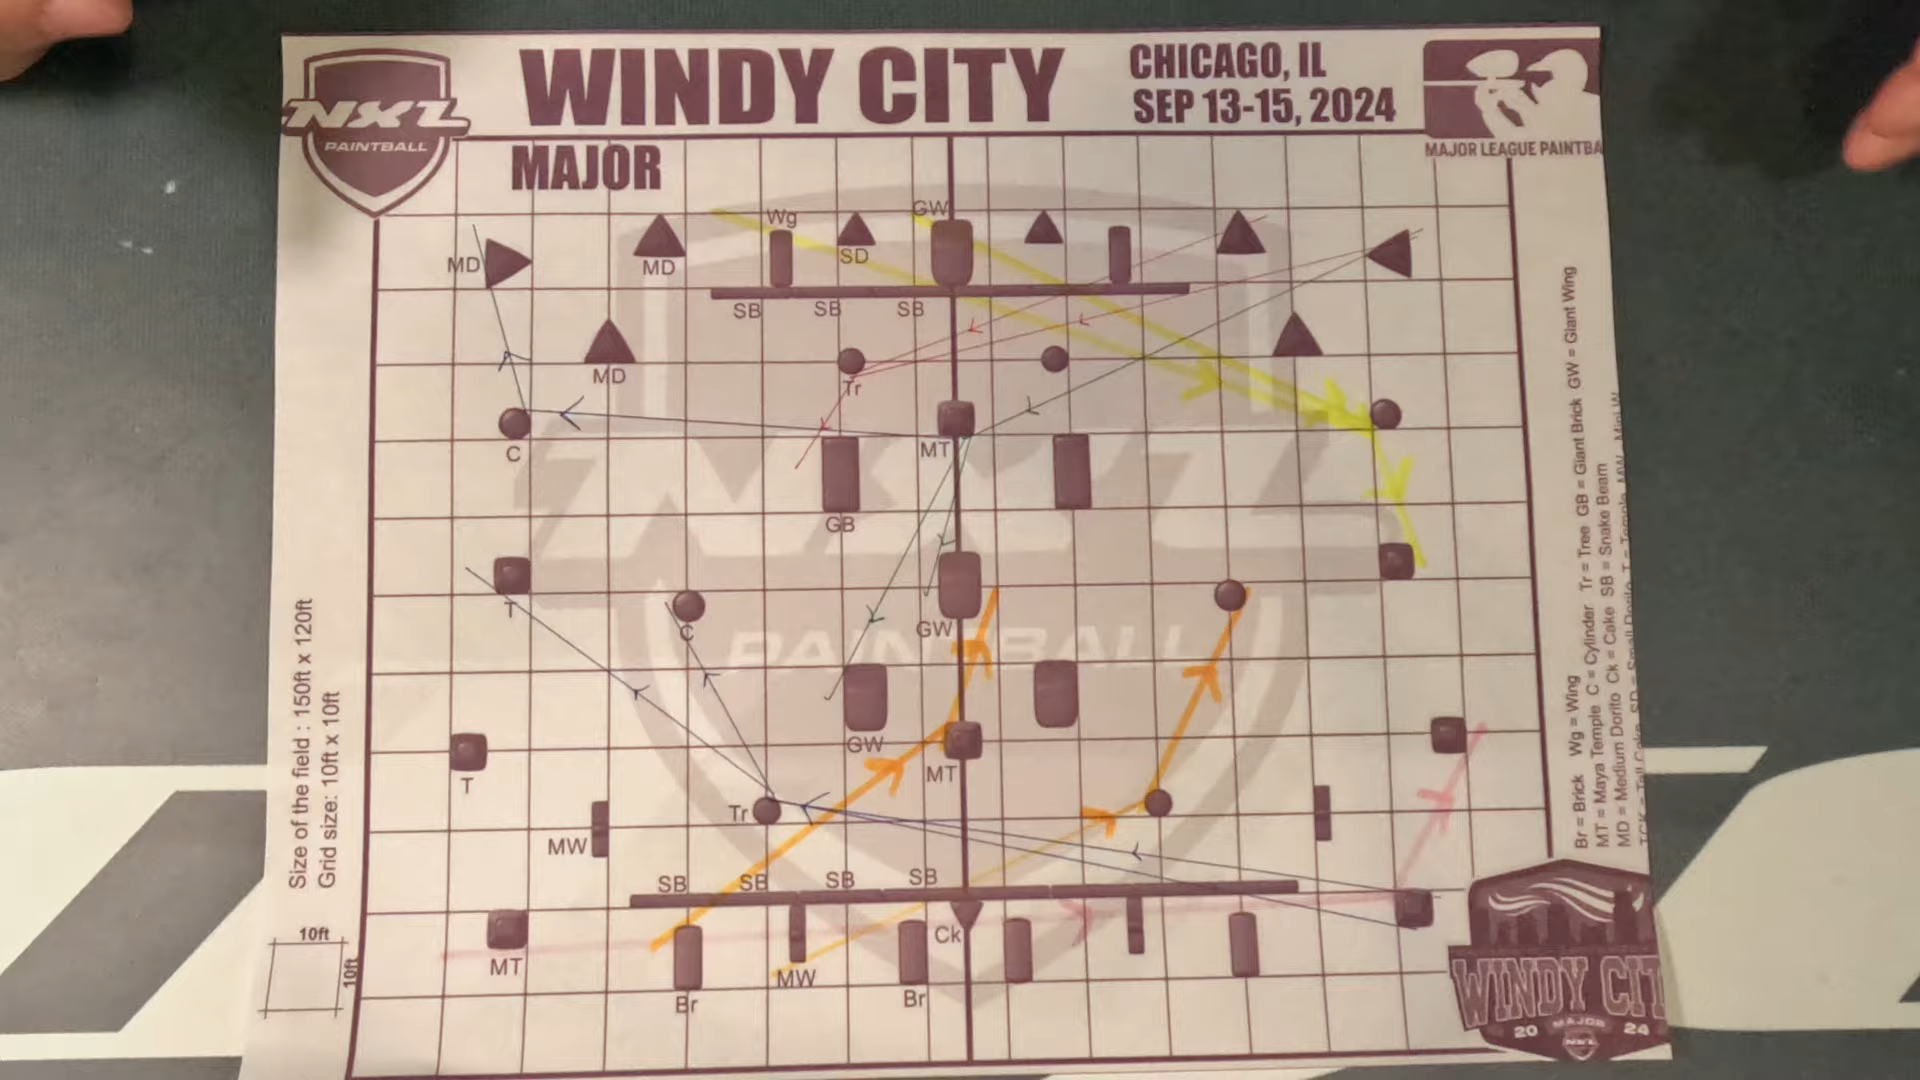 NXL
PAINTBALL
WINDY CITY
CHICAGO, IL
SEP 13-15, 2024
MAJOR LEAGUE PAINTBA
MAJOR
Wg
GW
MD
MD
SD
SB
SB
SB
MD
Tr
C
MT
GB
T
C
GW
PAINTBALL
GW
MT
T
Tr
MW
SB
SB
SB
SB
MT
Ck
MW
Br
Br
Size of the field : 150ft x 120ft
Grid size: 10ft x 10ft
10ft
10ft
Br = Brick Wg = Wing Tr = Tree GB = Giant Brick GW = Giant Wing
MT = Maya Temple C = Cylinder
MD = Medium Dorito Ck = Cake SB = Snake Beam
WINDY CIT
20 MAJOR 24
NXL